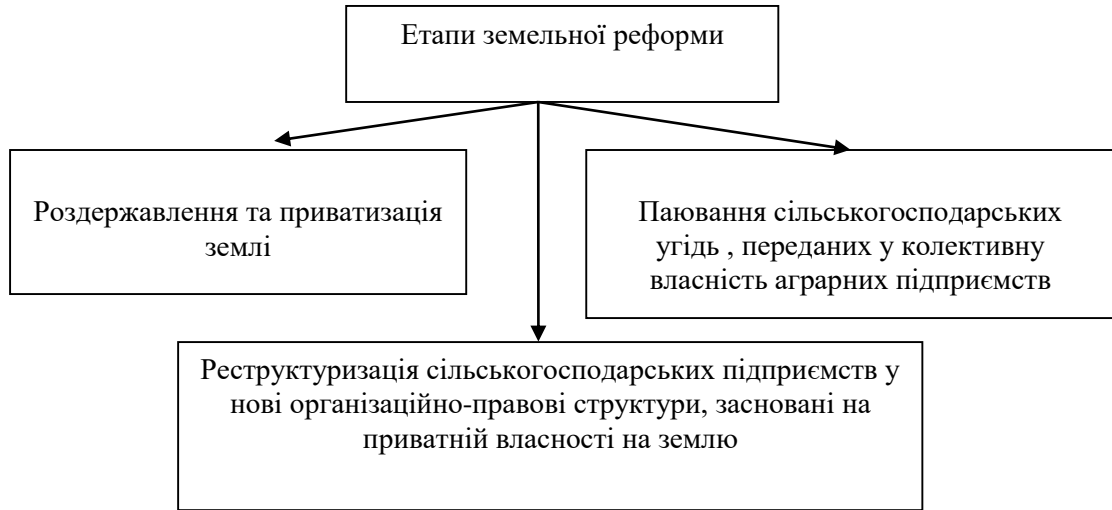 Етапи земельної реформи
Роздержавлення та приватизація
землі
Паювання сільськогосподарських
угідь , переданих у колективну
власність аграрних підприємств
Реструктуризація сільськогосподарських підприємств у
нові організаційно-правові структури, засновані на
приватній власності на землю